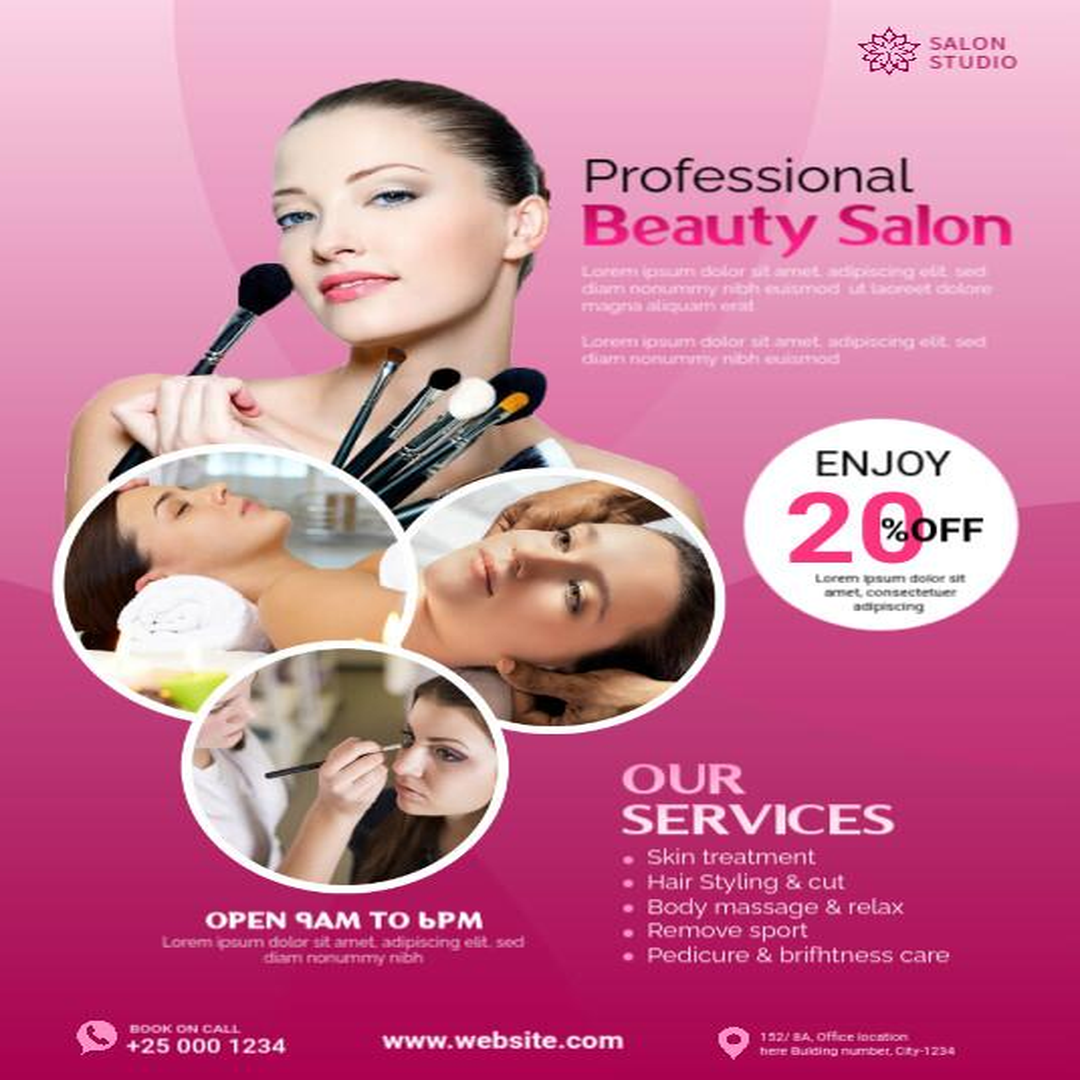 SALON
STUDIO
Professional
Beauty Salon
Lorem ipsum dolor sit amet, adipiscing elit, sed
diam nonummy nibh euismod ut laoreet dolore
magna aliquam erat
Lorem ipsum dolor sit amet, adipiscing elit, sed
diam nonummy nibh euismod
ENJOY
20%OFF
Lorem ipsum dolor sit
amet, consectetuer
adipiscing
OUR
SERVICES
• Skin treatment
• Hair Styling & cut
• Body massage & relax
• Remove sport
• Pedicure & brifhtness care
OPEN 9AM TO 6PM
Lorem ipsum dolor sit amet, adipiscing elit, sed
diam nonummy nibh
BOOK ON CALL
+25 000 1234
www.website.com
152/ 8A, Office location
here Bulding number, City-1234